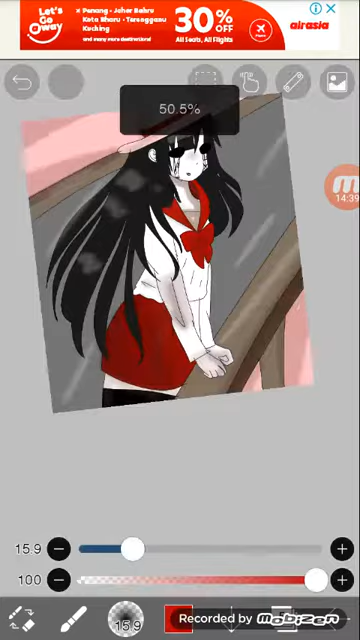 Let's
Go
Away
× Penang • Johor Bahru
Kota Bharu • Terengganu
Kuching
and many more destinations!
30%
OFF
All Seats, All Flights
airasia
50.5%
14:39
15.9
100
15.9
Recorded by mobizen